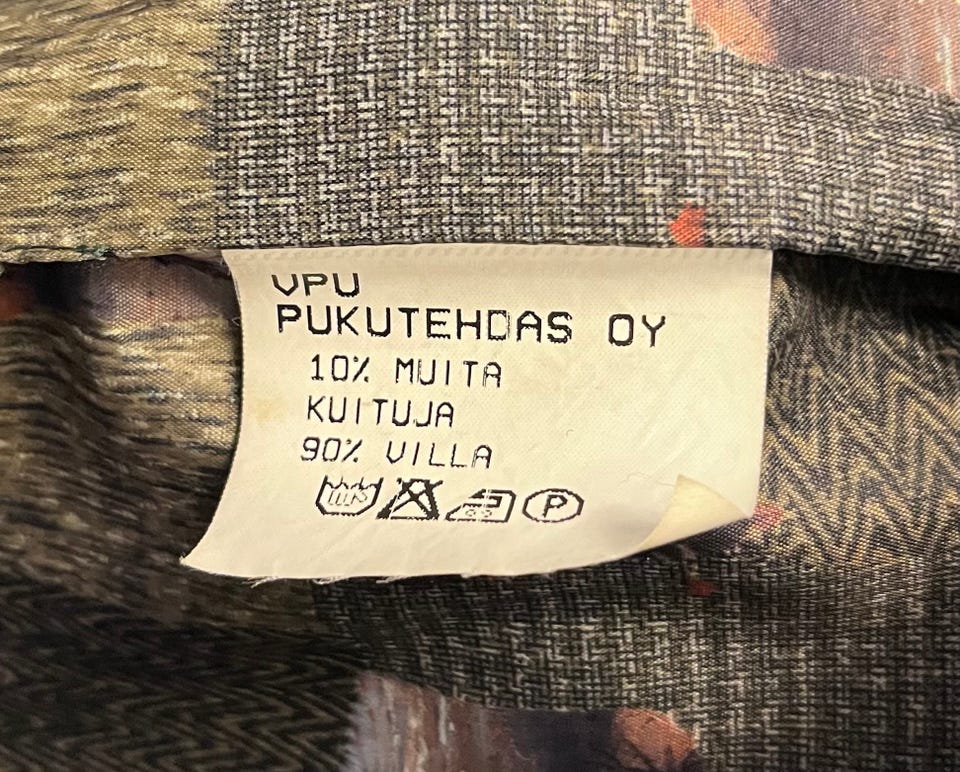 VPU
PUKUTEHDAS OY
10% MUITA
KUITUJA
90% VILLA
P